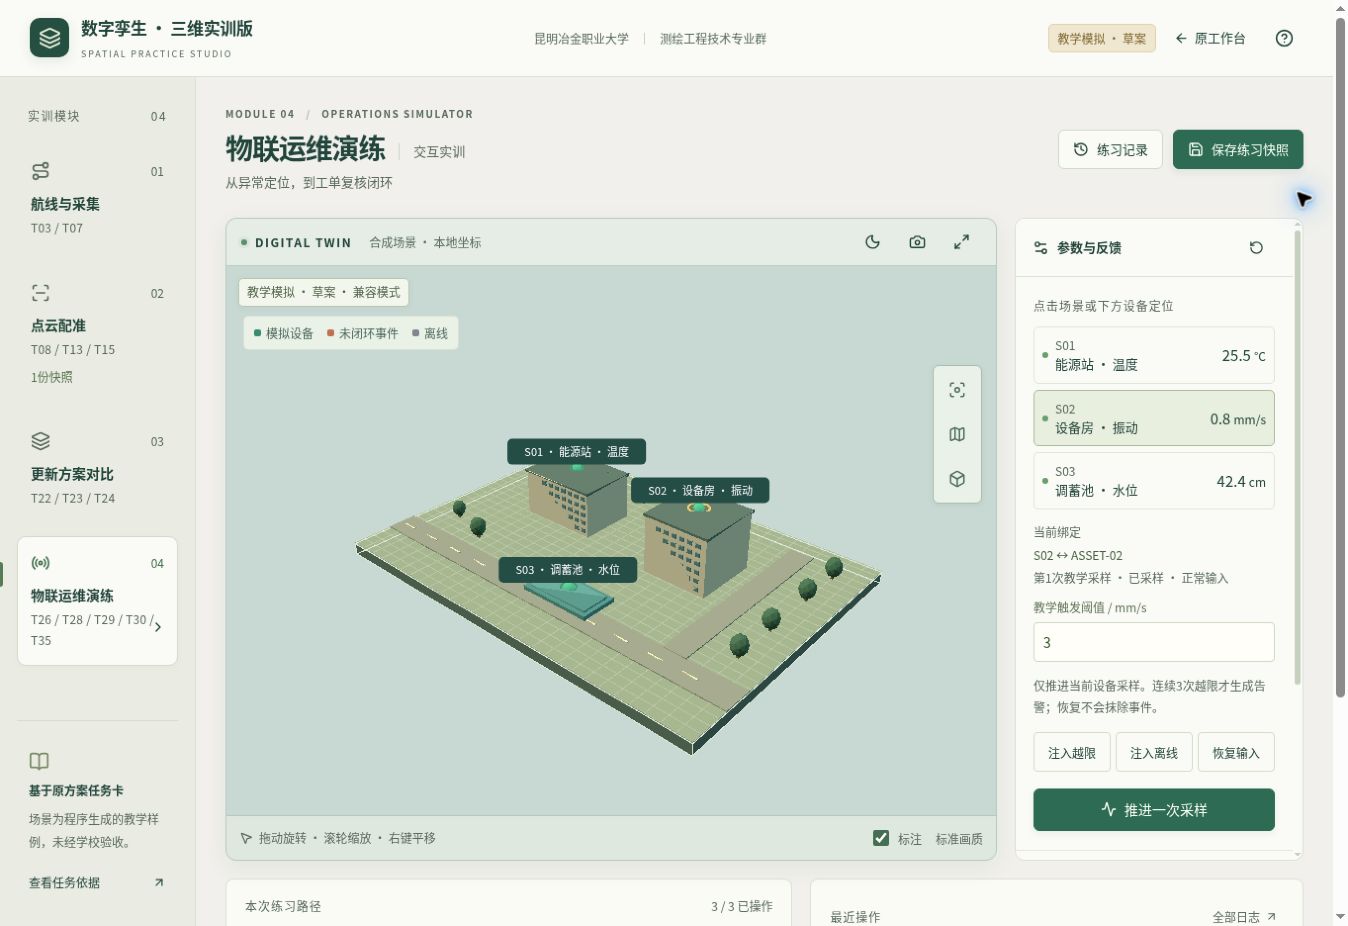 数字孪生 · 三维实训版
SPATIAL PRACTICE STUDIO
昆明冶金职业大学
测绘工程技术专业群
教学模拟 · 草案
原工作台
实训模块
04
01
航线与采集
T03 / T07
02
点云配准
T08 / T13 / T15
1份快照
03
更新方案对比
T22 / T23 / T24
04
物联运维演练
T26 / T28 / T29 / T30 /
T35
基于原方案任务卡
场景为程序生成的教学样
例，未经学校验收。
查看任务依据
MODULE 04 / OPERATIONS SIMULATOR
物联运维演练
交互实训
从异常定位，到工单复核闭环
练习记录
保存练习快照
DIGITAL TWIN
合成场景 · 本地坐标
教学模拟 · 草案 · 兼容模式
模拟设备
未闭环事件
离线
S01 · 能源站 · 温度
S02 · 设备房 · 振动
S03 · 调蓄池 · 水位
拖动旋转 · 滚轮缩放 · 右键平移
标注
标准画质
参数与反馈
点击场景或下方设备定位
S01
能源站 · 温度
25.5 °C
S02
设备房 · 振动
0.8 mm/s
S03
调蓄池 · 水位
42.4 cm
当前绑定
S02 ↔ ASSET-02
第1次教学采样 · 已采样 · 正常输入
教学触发阈值 / mm/s
3
仅推进当前设备采样。连续3次越限才生成告
警；恢复不会抹除事件。
注入越限
注入离线
恢复输入
推进一次采样
本次练习路径
3 / 3 已操作
最近操作
全部日志